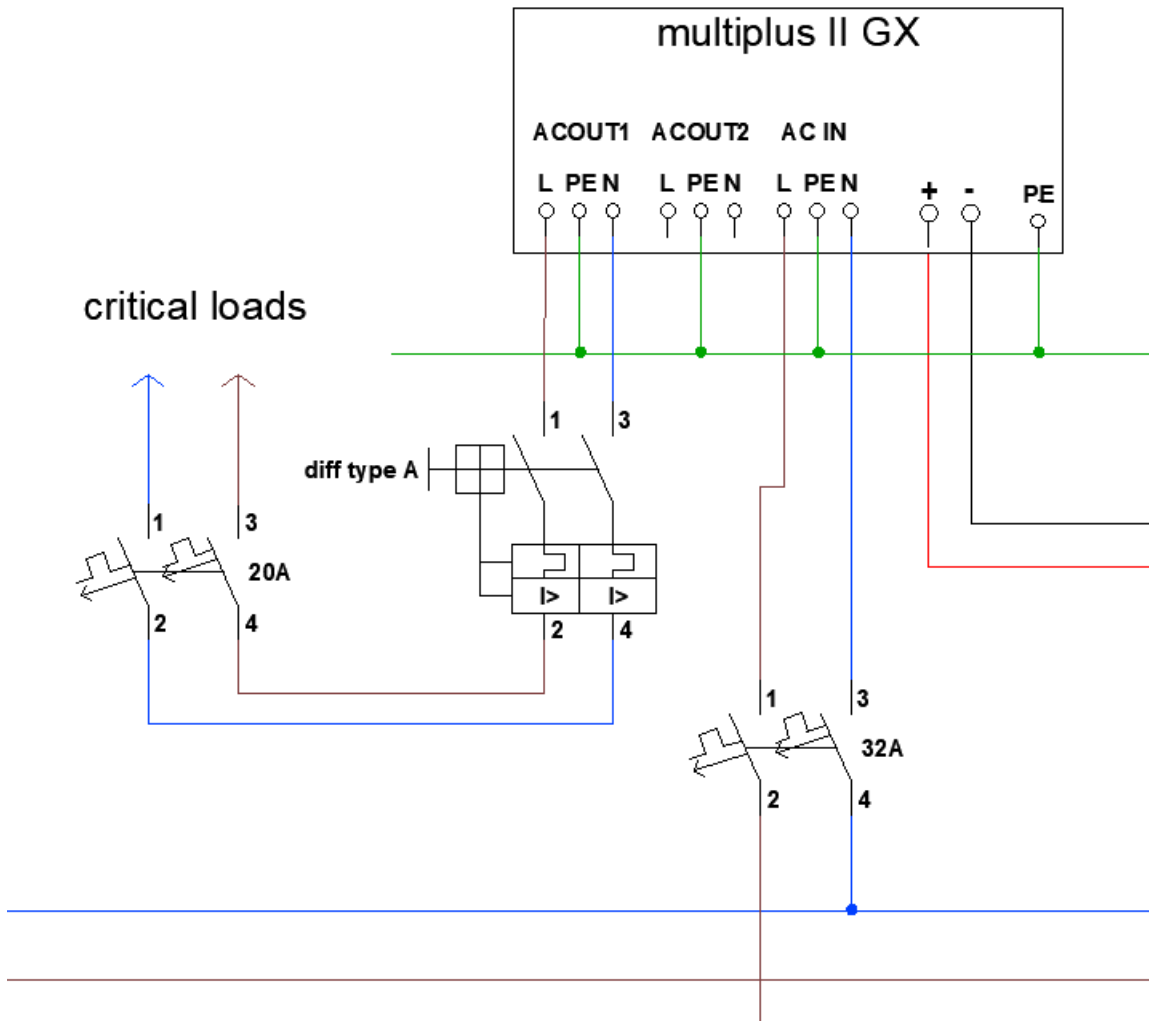 multiplus II GX
ACOUT1 ACOUT2 AC IN
L PE N L PE N L PE N + - PE
critical loads
1 3
diff type A
1 3
20A
I> I>
2 4
2 4
1 3
32A
2 4